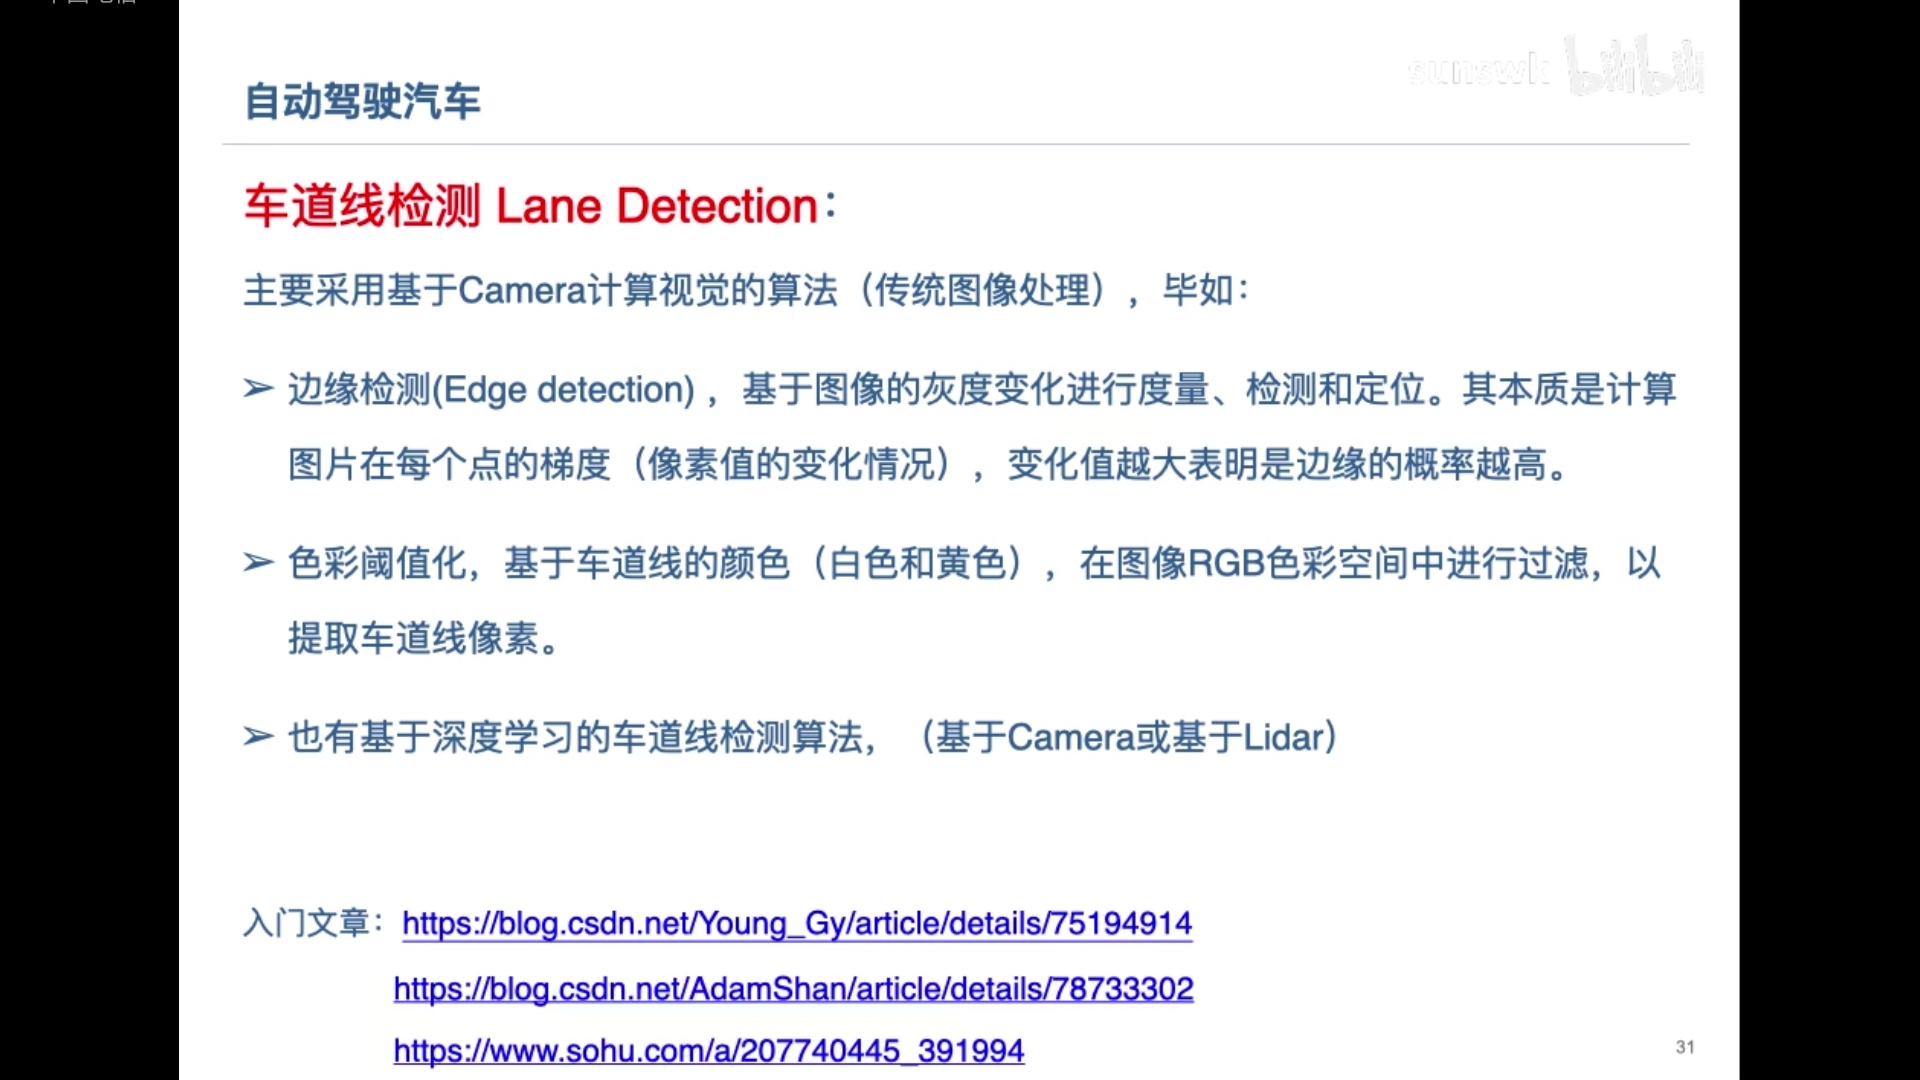 sunswk bilibili
自动驾驶汽车
车道线检测 Lane Detection：
主要采用基于Camera计算视觉的算法（传统图像处理），毕如：
➢ 边缘检测(Edge detection)，基于图像的灰度变化进行度量、检测和定位。其本质是计算
图片在每个点的梯度（像素值的变化情况），变化值越大表明是边缘的概率越高。
➢ 色彩阈值化，基于车道线的颜色（白色和黄色），在图像RGB色彩空间中进行过滤，以
提取车道线像素。
➢ 也有基于深度学习的车道线检测算法，（基于Camera或基于Lidar）
入门文章：https://blog.csdn.net/Young_Gy/article/details/75194914
https://blog.csdn.net/AdamShan/article/details/78733302
https://www.sohu.com/a/207740445_391994
31